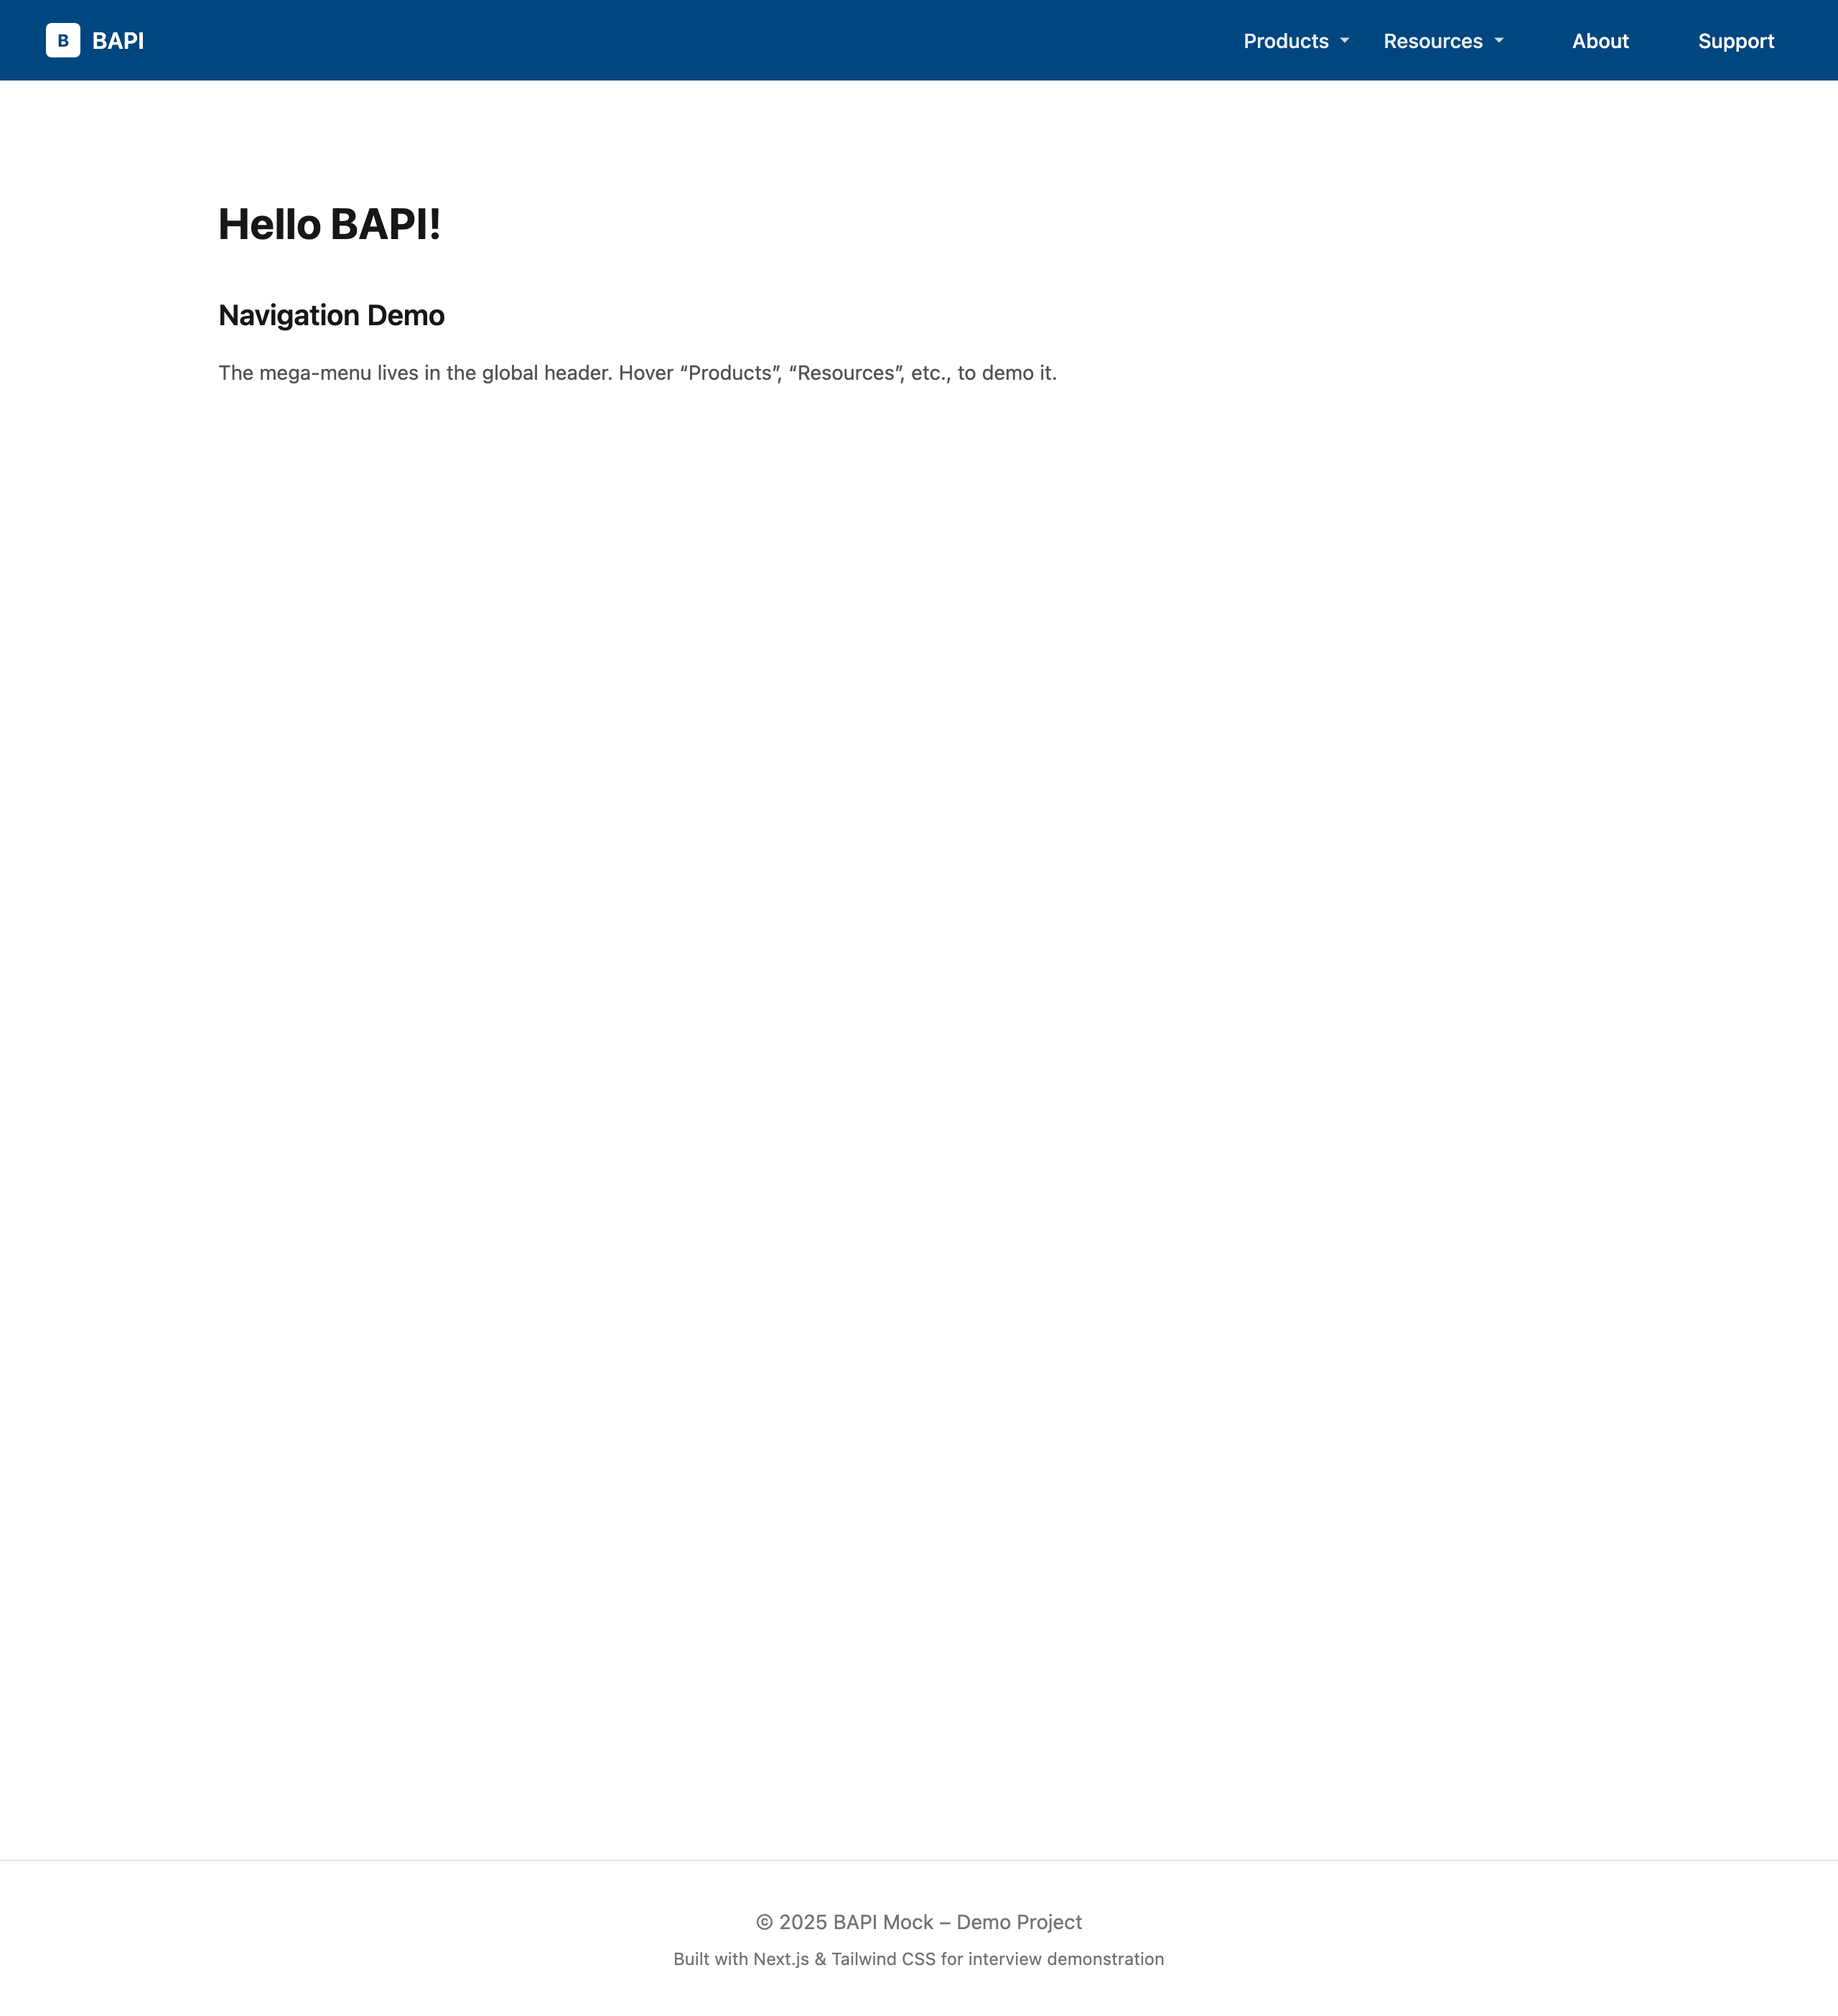 B BAPI Products Resources About Support
Hello BAPI!
Navigation Demo
The mega-menu lives in the global header. Hover “Products”, “Resources”, etc., to demo it.
© 2025 BAPI Mock – Demo Project
Built with Next.js & Tailwind CSS for interview demonstration